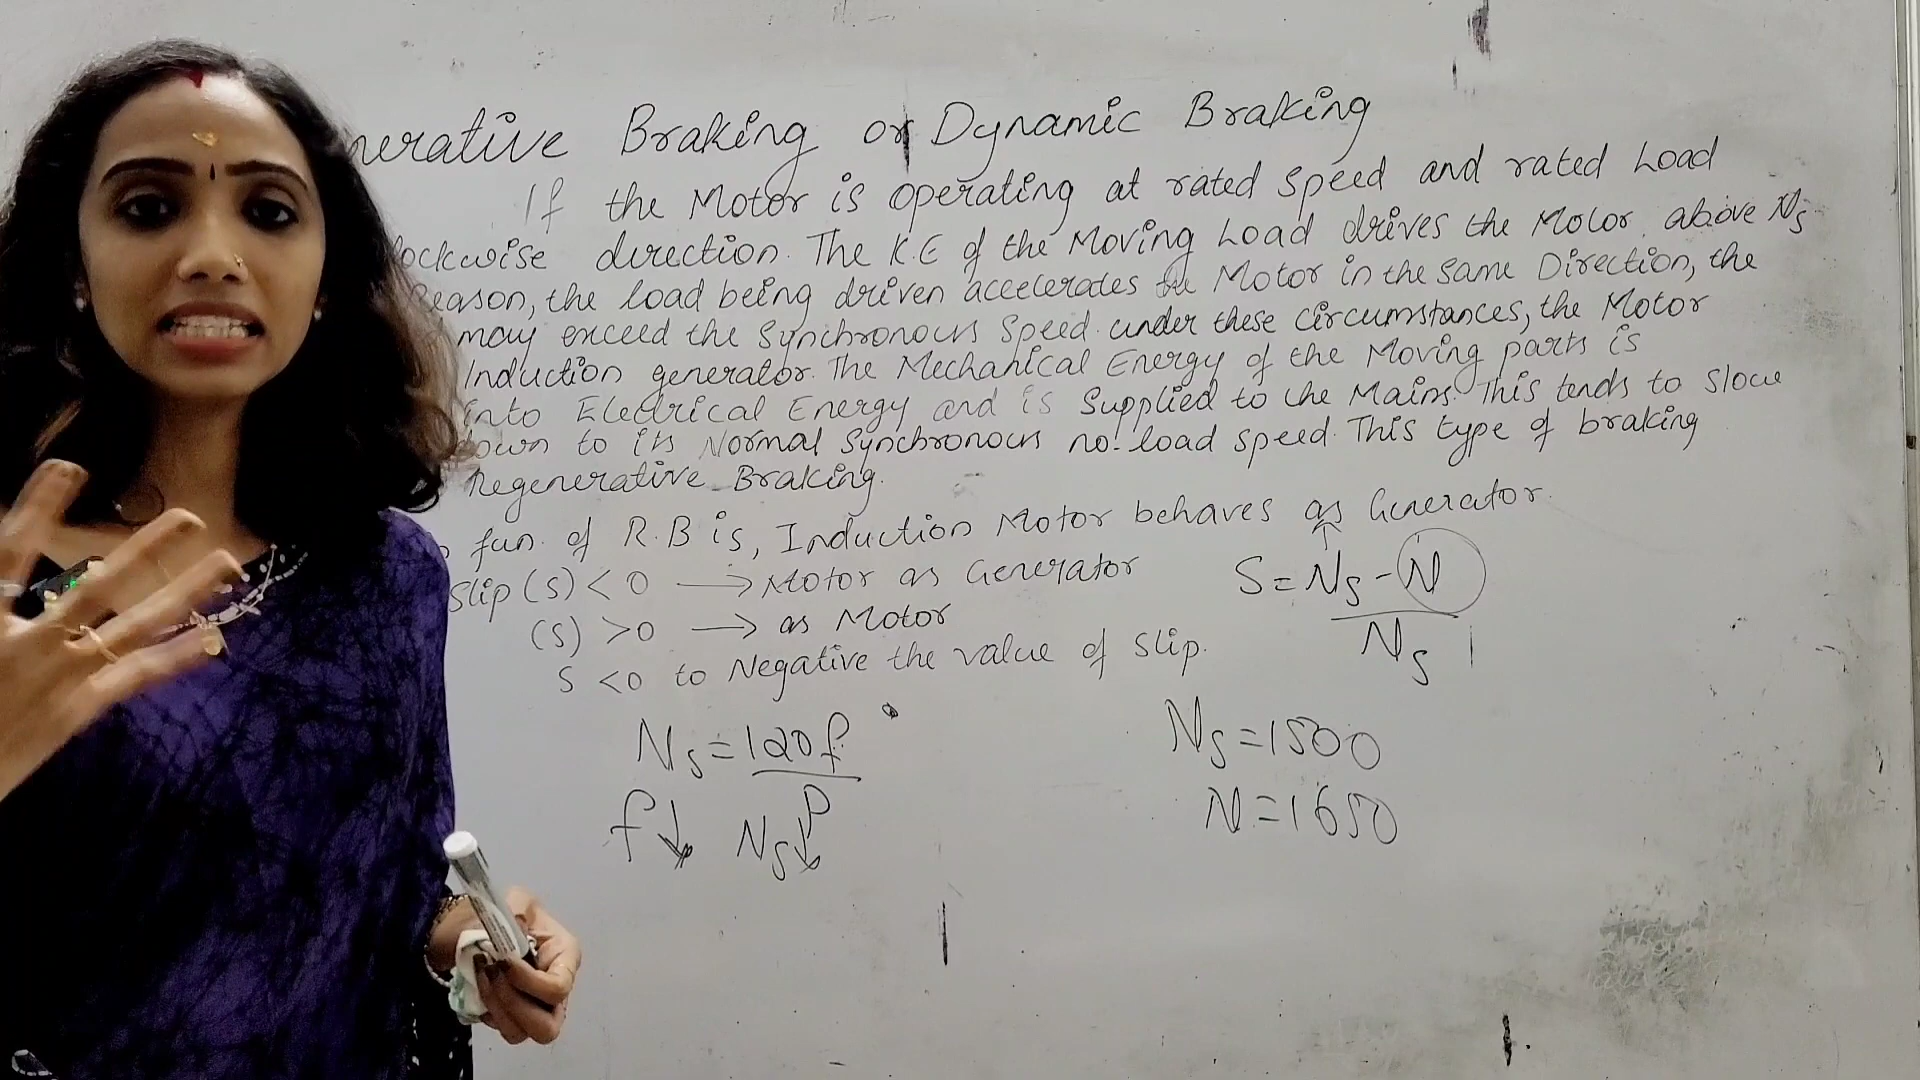 nerative Braking or Dynamic Braking
If the Motor is operating at rated speed and rated Load
lockwise direction. The K.E of the Moving Load drives the Motor above Ns
Reason, the load being driven accelerates the Motor in the Same Direction, the
may exceed the Synchronous Speed. under these circumstances, the Motor
Induction generator. The Mechanical Energy of the Moving parts is
into Electrical Energy and is Supplied to the Mains. This tends to slow
own to its Normal Synchronous no-load speed. This type of braking
Regenerative Braking.
fun. of R.B is, Induction Motor behaves as Generator.
Slip (s) < 0 → Motor as Generator
(s) > 0 → as Motor
S < 0 to Negative the value of Slip.
S = Ns - N
Ns
Ns = 120f
P
f↓ Ns↓
Ns = 1500
N = 1650